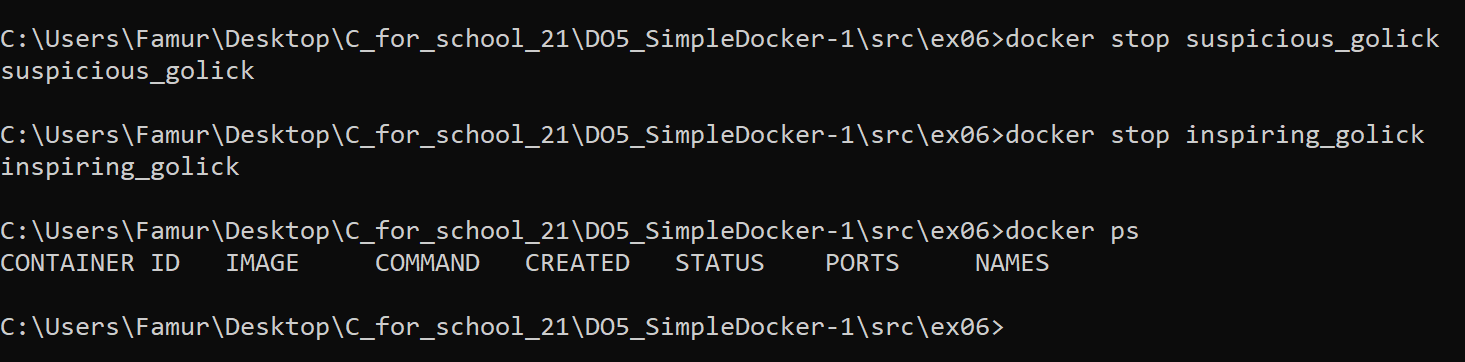 C:\Users\Famur\Desktop\C_for_school_21\DO5_SimpleDocker-1\src\ex06>docker stop suspicious_golick
suspicious_golick
C:\Users\Famur\Desktop\C_for_school_21\DO5_SimpleDocker-1\src\ex06>docker stop inspiring_golick
inspiring_golick
C:\Users\Famur\Desktop\C_for_school_21\DO5_SimpleDocker-1\src\ex06>docker ps
CONTAINER ID   IMAGE     COMMAND   CREATED   STATUS    PORTS     NAMES
C:\Users\Famur\Desktop\C_for_school_21\DO5_SimpleDocker-1\src\ex06>